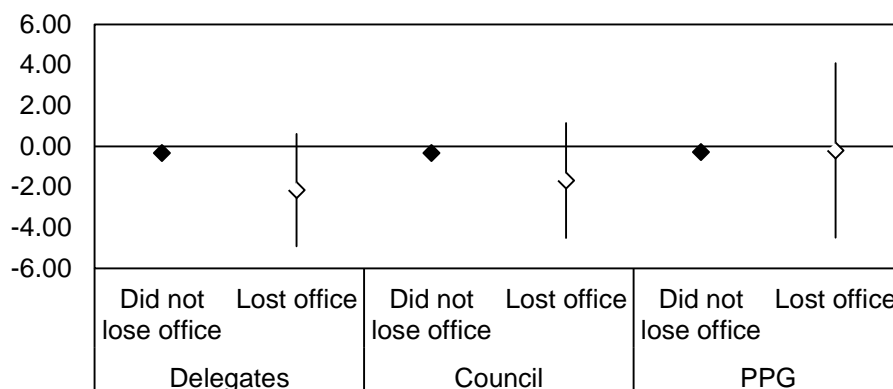 6.00
4.00
2.00
0.00
-2.00
-4.00
-6.00
Did not Lost office Did not Lost office Did not Lost office
lose office lose office lose office
Delegates Council PPG